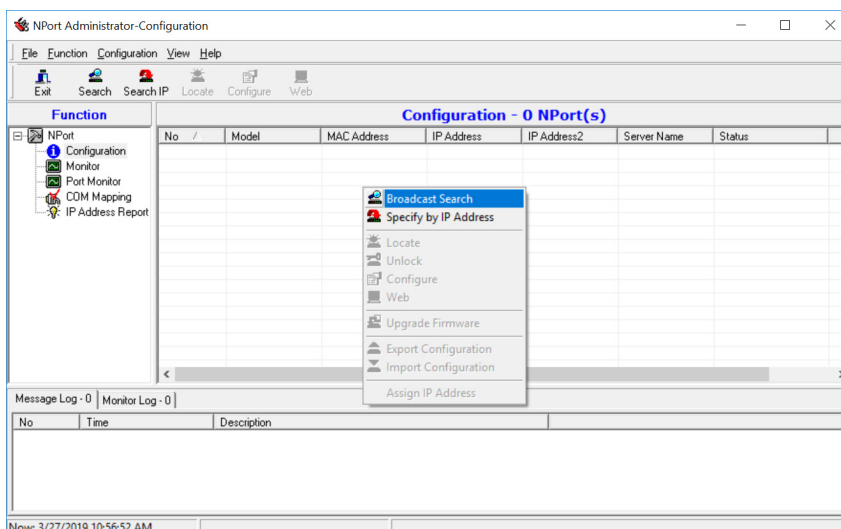 NPort Administrator-Configuration
File Function Configuration View Help
Exit Search Search IP Locate Configure Web
Function
Configuration - 0 NPort(s)
NPort
Configuration
Monitor
Port Monitor
COM Mapping
IP Address Report
No / Model MAC Address IP Address IP Address2 Server Name Status
Broadcast Search
Specify by IP Address
Locate
Unlock
Configure
Web
Upgrade Firmware
Export Configuration
Import Configuration
Assign IP Address
Message Log - 0 Monitor Log - 0
No Time Description
Now: 3/27/2019 10:56:52 AM